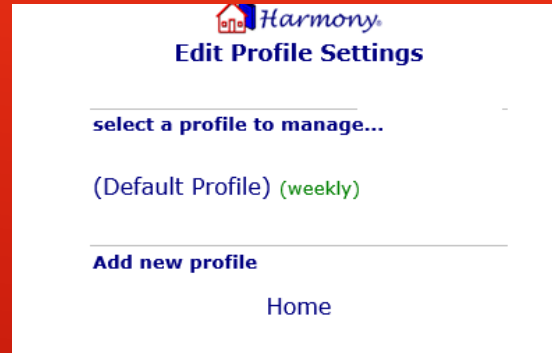 Harmony.
Edit Profile Settings
select a profile to manage...
(Default Profile) (weekly)
Add new profile
Home